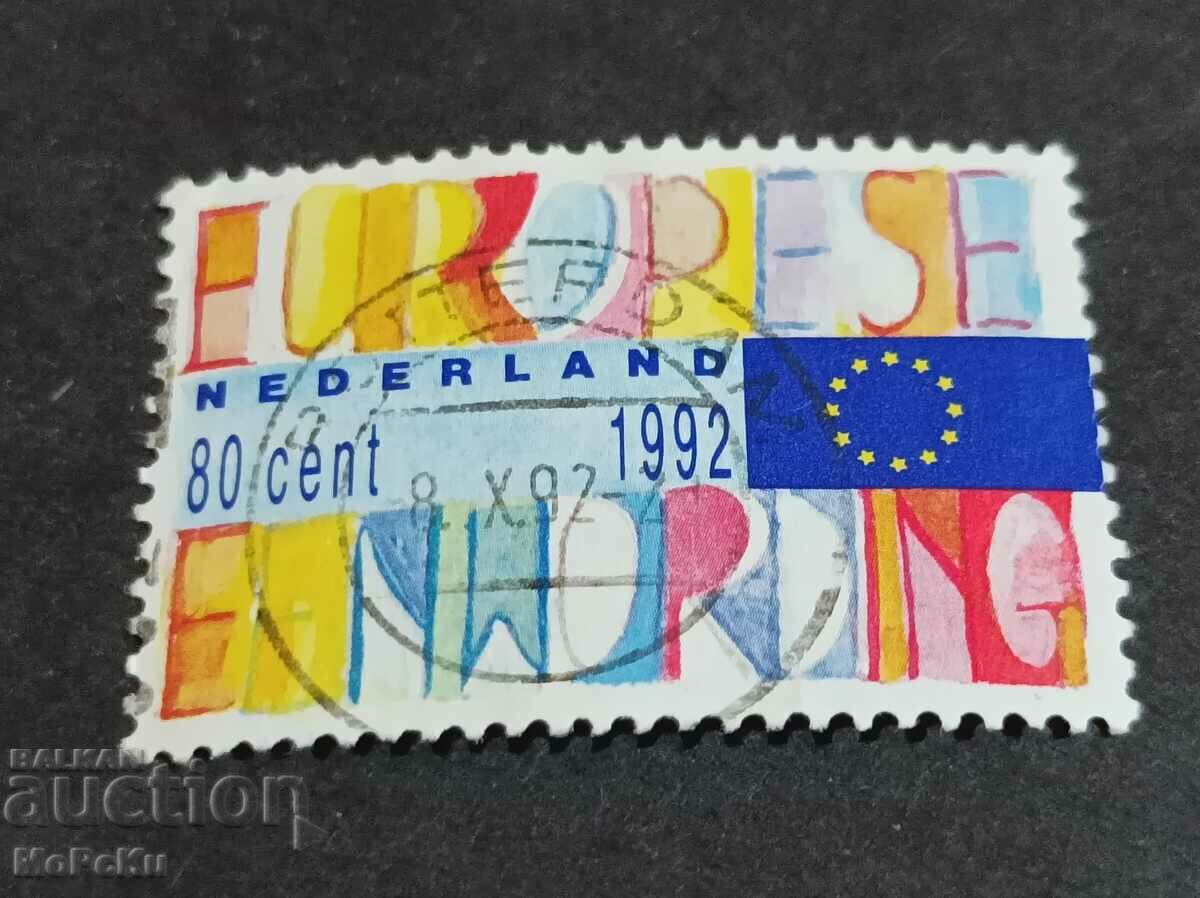 EUROPESE
NEDERLAND
80 cent 1992
8.X.92
EENWORDING
BALKAN
auction
MoPeKu